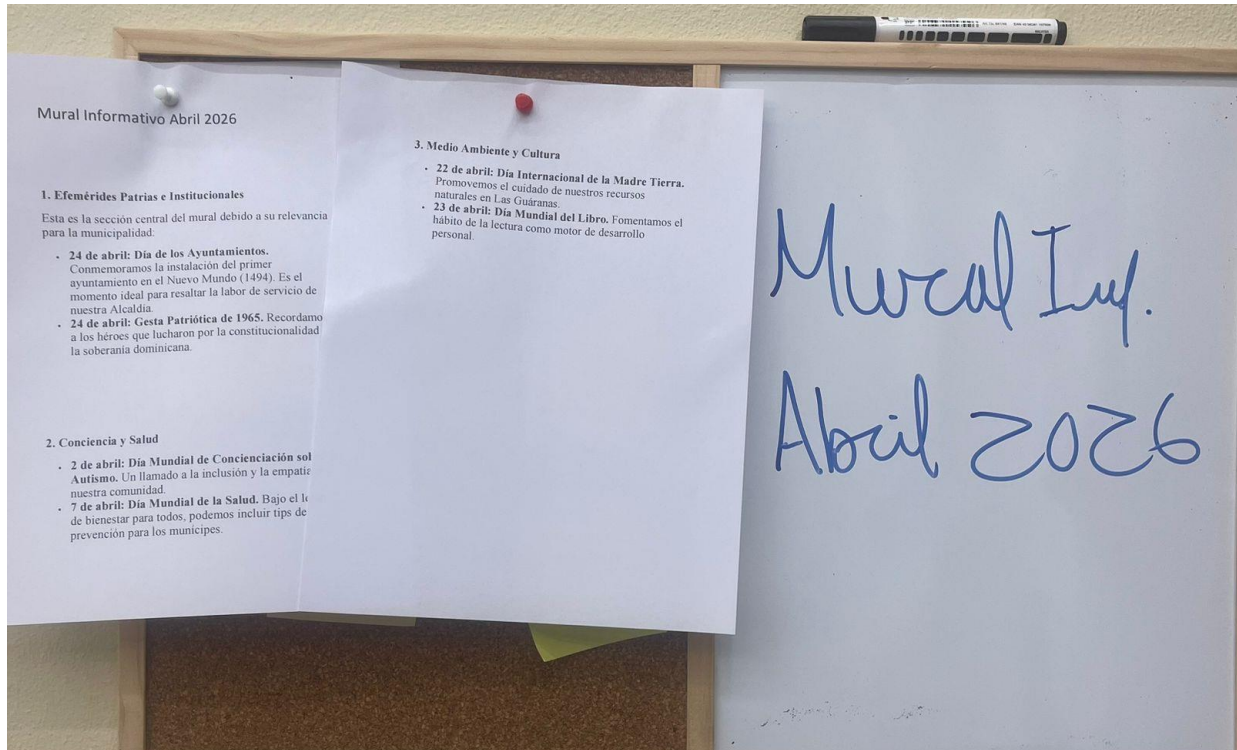 Mural Informativo Abril 2026
1. Efemérides Patrias e Institucionales
Esta es la sección central del mural debido a su relevancia
para la municipalidad:
• 24 de abril: Día de los Ayuntamientos.
Conmemoramos la instalación del primer
ayuntamiento en el Nuevo Mundo (1494). Es el
momento ideal para resaltar la labor de servicio de
nuestra Alcaldía.
• 24 de abril: Gesta Patriótica de 1965. Recordamo
a los héroes que lucharon por la constitucionalidad
la soberanía dominicana.
2. Conciencia y Salud
• 2 de abril: Día Mundial de Concienciación
Autismo. Un llamado a la inclusión y la empatía
nuestra comunidad.
• 7 de abril: Día Mundial de la Salud. Bajo el
de bienestar para todos, podemos incluir tips de
prevención para los munícipes.
3. Medio Ambiente y Cultura
• 22 de abril: Día Internacional de la Madre Tierra.
Promovemos el cuidado de nuestros recursos
naturales en Las Guáranas.
• 23 de abril: Día Mundial del Libro. Fomentamos el
hábito de la lectura como motor de desarrollo
personal.
Mural Inf.
Abril 2026